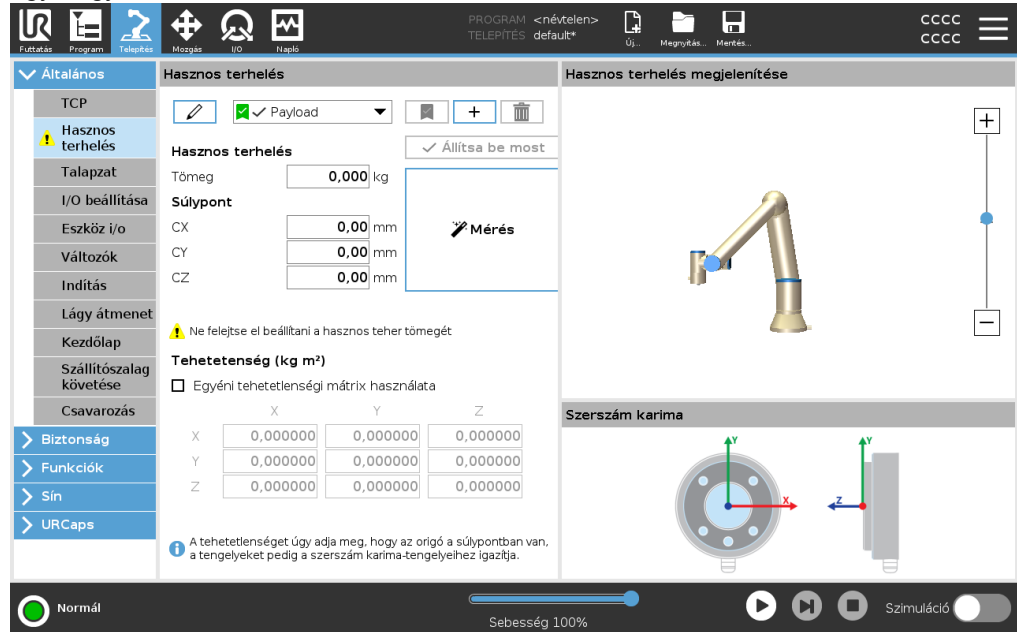 UR
Futtatás
Program
Telepítés
Mozgás
I/O
Napló
PROGRAM <névtelen>
TELEPÍTÉS default*
Új...
Megnyitás...
Mentés...
CCCC
CCCC
Általános
TCP
Hasznos terhelés
Talapzat
I/O beállítása
Eszköz i/o
Változók
Indítás
Lágy átmenet
Kezdőlap
Szállítószalag követése
Csavarozás
Biztonság
Funkciók
Sín
URCaps
Hasznos terhelés
Payload
Állítsa be most
Hasznos terhelés
Tömeg 0,000 kg
Súlypont
CX 0,00 mm
CY 0,00 mm
CZ 0,00 mm
Mérés
Ne felejtse el beállítani a hasznos teher tömegét
Tehetetenség (kg m²)
Egyéni tehetetlenségi mátrix használata
X Y Z
X 0,000000 0,000000 0,000000
Y 0,000000 0,000000 0,000000
Z 0,000000 0,000000 0,000000
A tehetetlenséget úgy adja meg, hogy az origó a súlypontban van,
a tengelyeket pedig a szerszám karima-tengelyeihez igazítja.
Hasznos terhelés megjelenítése
Szerszám karima
Y
X
Y
Z
Normál
Sebesség 100%
Szimuláció